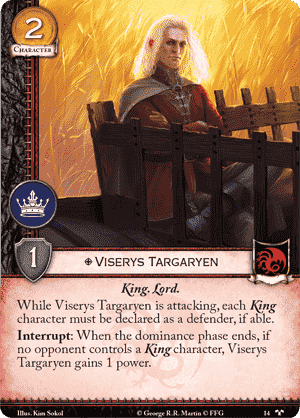 2
CHARACTER
1
VISERYS TARGARYEN
King. Lord.
While Viserys Targaryen is attacking, each King
character must be declared as a defender, if able.
Interrupt: When the dominance phase ends, if
no opponent controls a King character, Viserys
Targaryen gains 1 power.
Illus. Kim Sokol
© George R.R. Martin © FFG
14